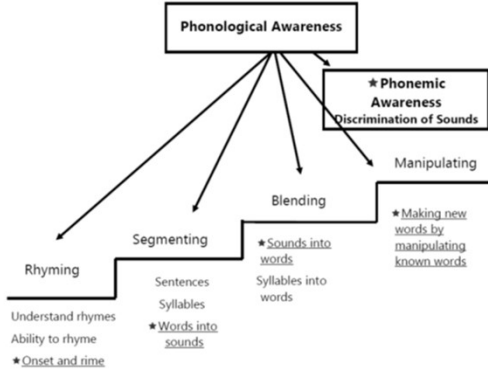 Phonological Awareness
★Phonemic
Awareness
Discrimination of Sounds
Manipulating
★Making new
words by
manipulating
known words
Blending
★Sounds into
words
Syllables into
words
Segmenting
Sentences
Syllables
★Words into
sounds
Rhyming
Understand rhymes
Ability to rhyme
★Onset and rime